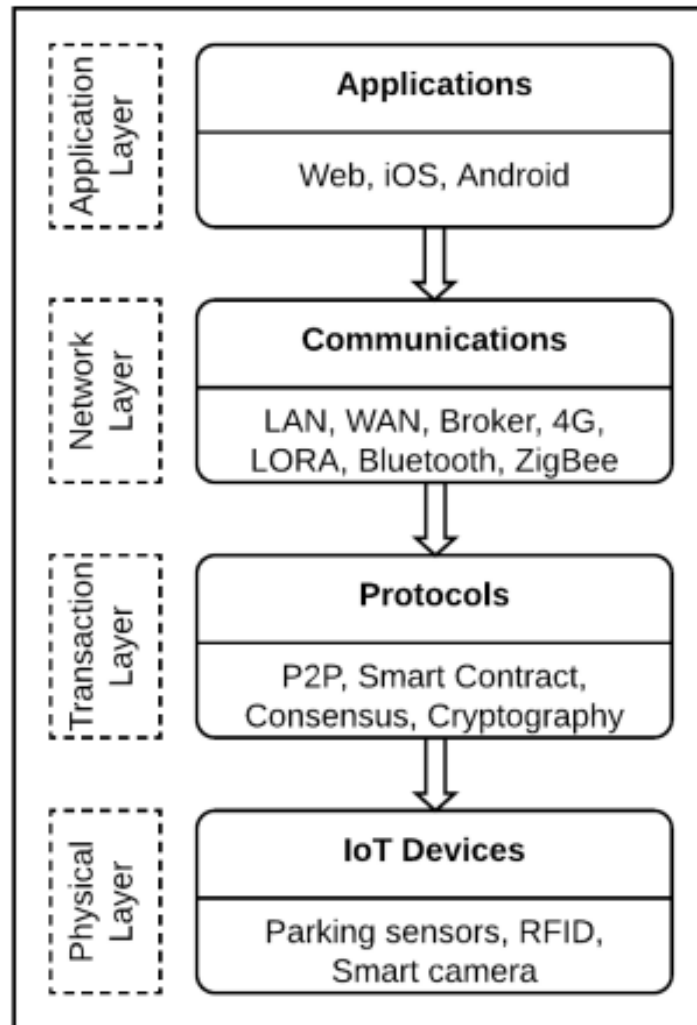 Application
Layer
Applications
Web, iOS, Android
Network
Layer
Communications
LAN, WAN, Broker, 4G,
LORA, Bluetooth, ZigBee
Transaction
Layer
Protocols
P2P, Smart Contract,
Consensus, Cryptography
Physical
Layer
IoT Devices
Parking sensors, RFID,
Smart camera